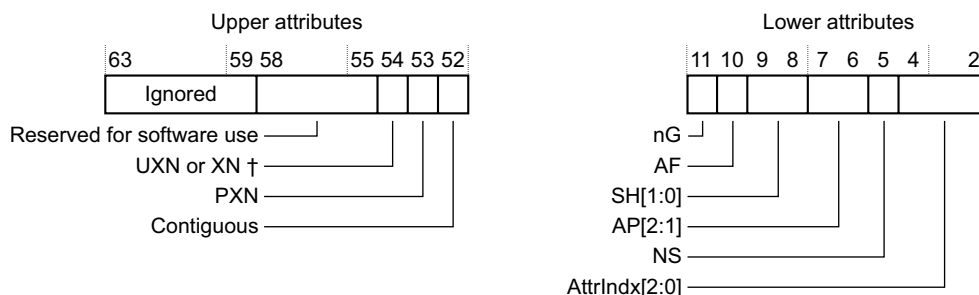 Upper attributes
63 59 58 55 54 53 52
Ignored
Reserved for software use
UXN or XN †
PXN
Contiguous
Lower attributes
11 10 9 8 7 6 5 4 2
nG
AF
SH[1:0]
AP[2:1]
NS
AttrIndx[2:0]